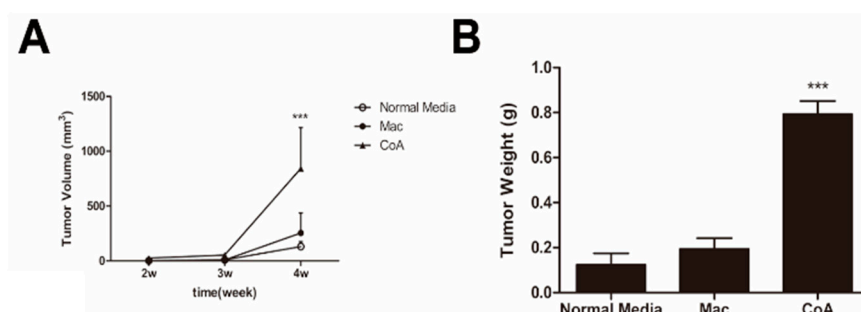 A
B
Tumor Volume (mm3)
1500
1000
500
0
2w 3w 4w
time(week)
***
Normal Media
Mac
CoA
Tumor Weight (g)
1.0
0.8
0.6
0.4
0.2
0.0
***
Normal Media Mac CoA